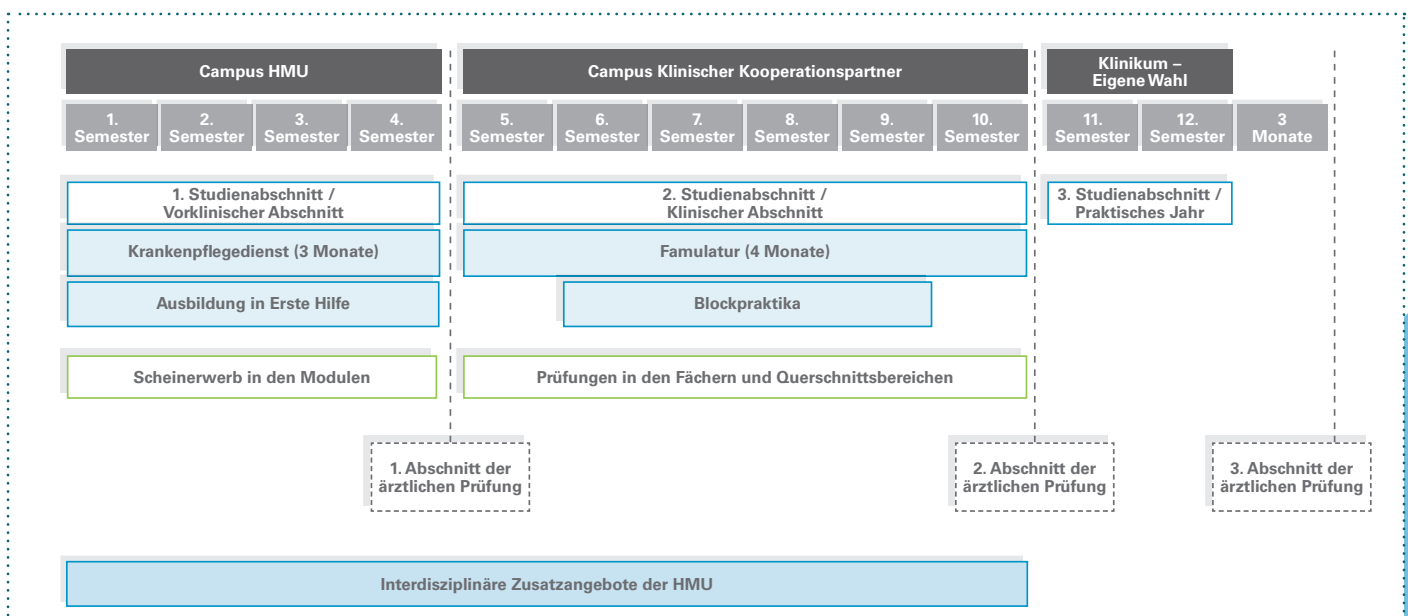 Campus HMU
Campus Klinischer Kooperationspartner
Klinikum –
Eigene Wahl
1.
Semester
2.
Semester
3.
Semester
4.
Semester
5.
Semester
6.
Semester
7.
Semester
8.
Semester
9.
Semester
10.
Semester
11.
Semester
12.
Semester
3
Monate
1. Studienabschnitt /
Vorklinischer Abschnitt
2. Studienabschnitt /
Klinischer Abschnitt
3. Studienabschnitt /
Praktisches Jahr
Krankenpflegedienst (3 Monate)
Famulatur (4 Monate)
Ausbildung in Erste Hilfe
Blockpraktika
Scheinerwerb in den Modulen
Prüfungen in den Fächern und Querschnittsbereichen
1. Abschnitt der
ärztlichen Prüfung
2. Abschnitt der
ärztlichen Prüfung
3. Abschnitt der
ärztlichen Prüfung
Interdisziplinäre Zusatzangebote der HMU